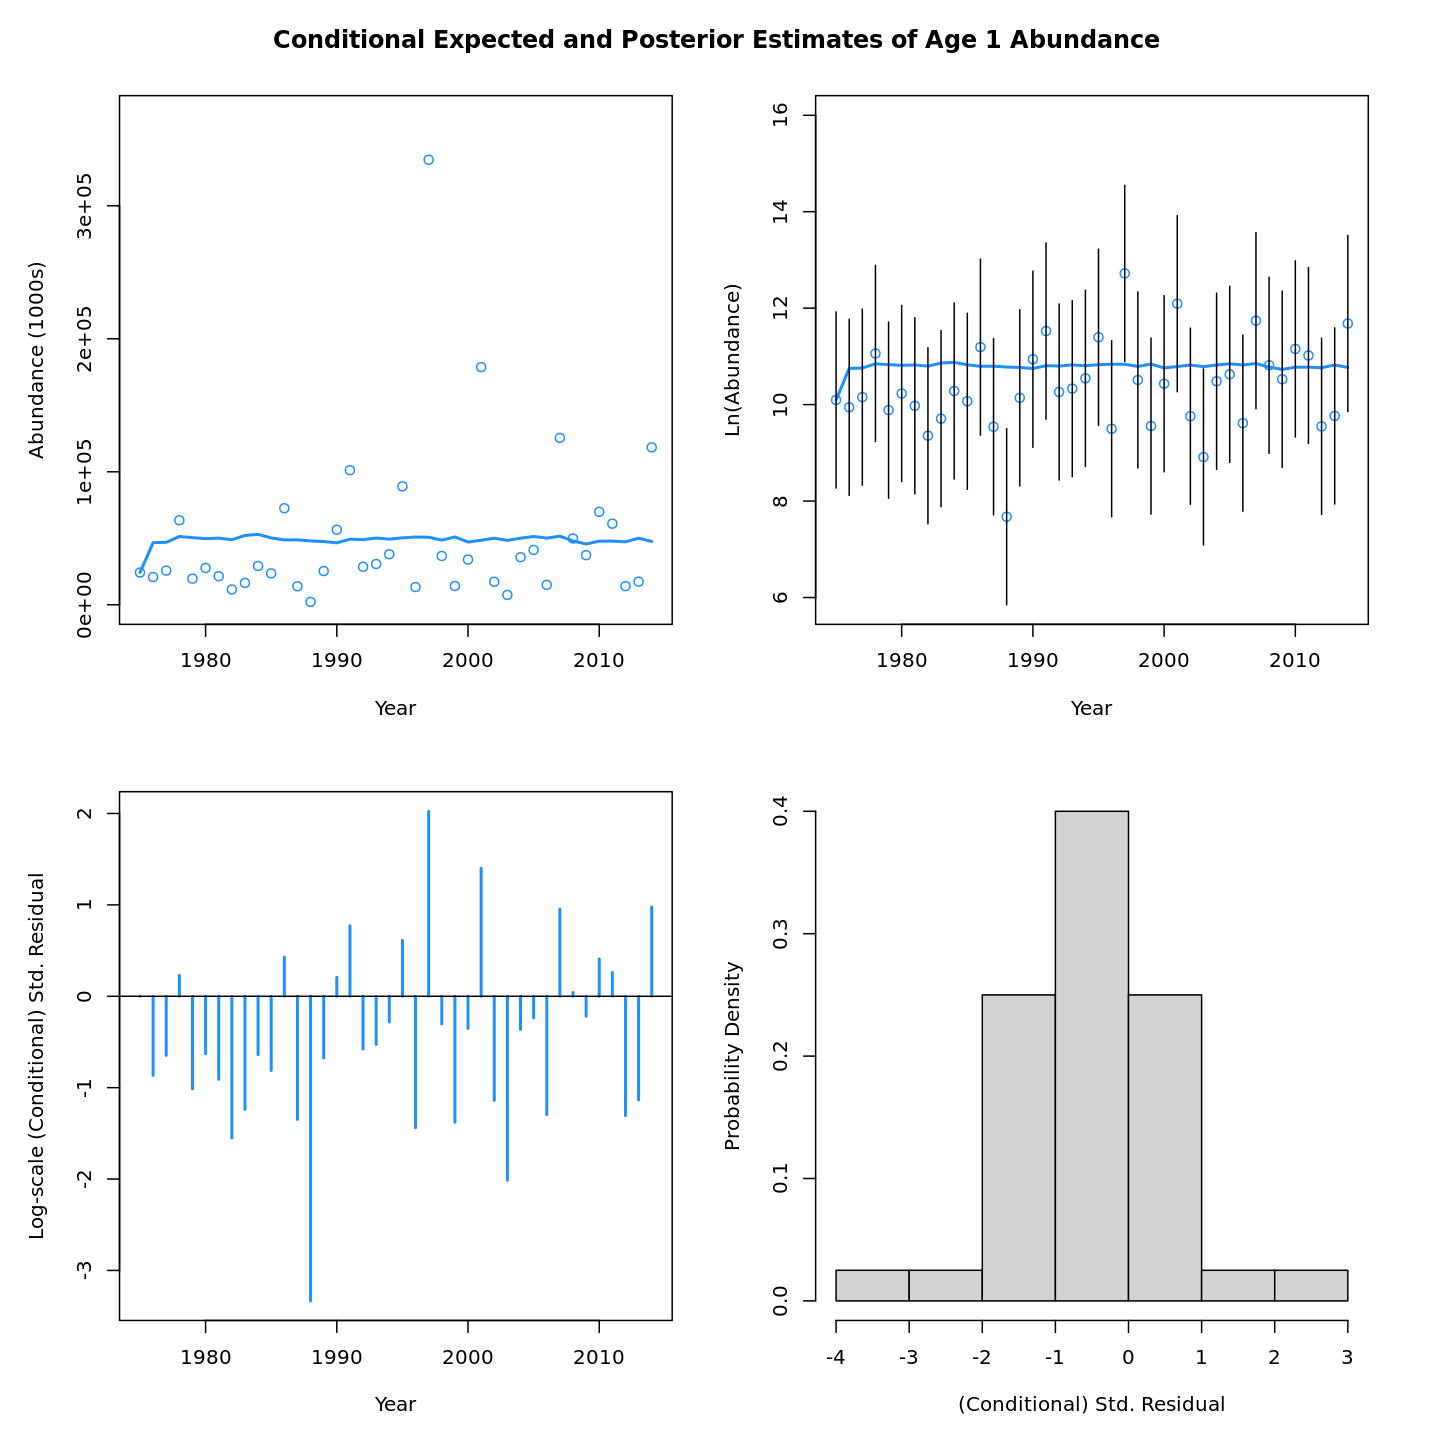 Conditional Expected and Posterior Estimates of Age 1 Abundance
Abundance (1000s)
3e+05
2e+05
1e+05
0e+00
1980 1990 2000 2010
Year
Ln(Abundance)
16
14
12
10
8
6
1980 1990 2000 2010
Year
Log-scale (Conditional) Std. Residual
2
1
0
-1
-2
-3
1980 1990 2000 2010
Year
Probability Density
0.4
0.3
0.2
0.1
0.0
-4 -3 -2 -1 0 1 2 3
(Conditional) Std. Residual